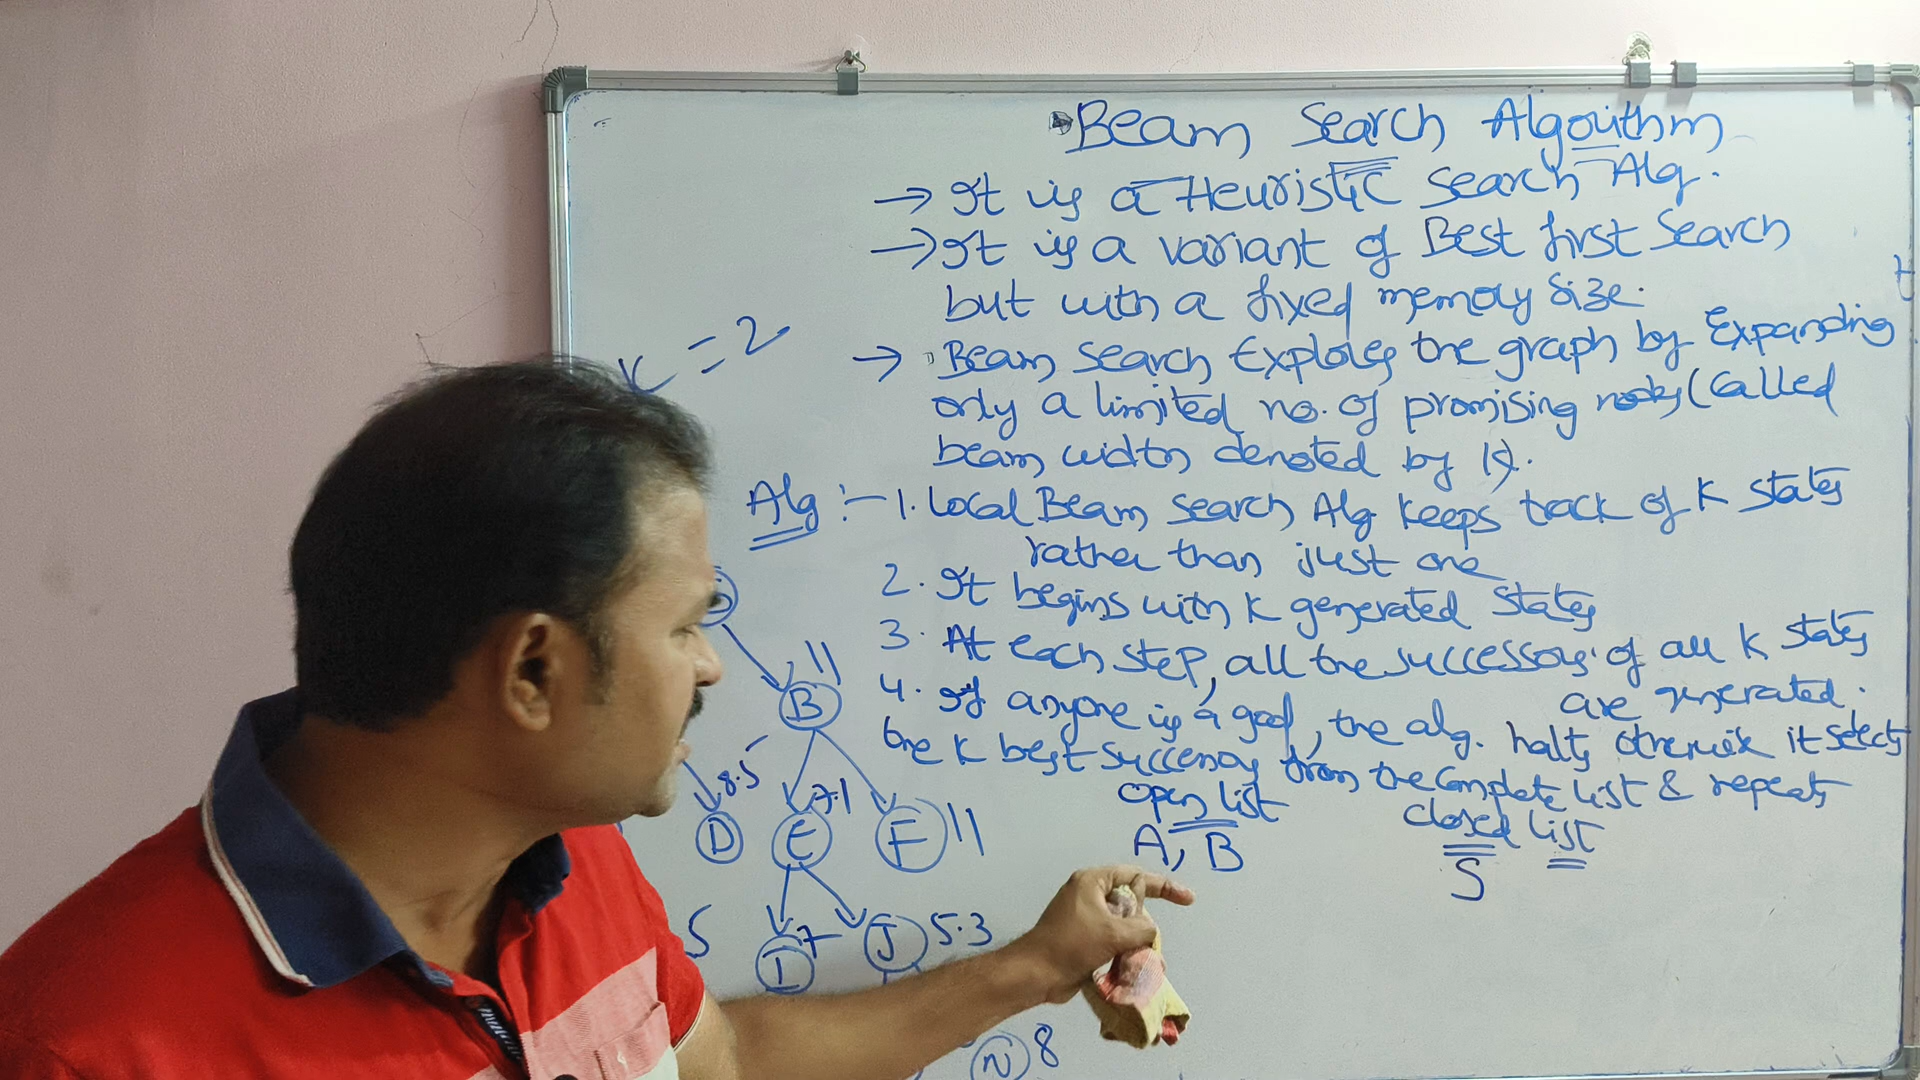 Beam Search Algorithm
→ It is a Heuristic Search Alg.
→ It is a variant of Best first Search
but with a fixed memory size.
K = 2
→ Beam Search Explores the graph by Expanding
only a limited no. of promising nodes (called
beam width denoted by K).
Alg :- 1. Local Beam Search Alg keeps track of K states
rather than just one
2. It begins with K generated states
3. At each step, all the successors of all K states
are generated.
4. If anyone is a goal, the alg. halts otherwise it selects
the K best successors from the complete list & repeats
open list
closed list
A, B
S
S
B 11
8.5
7.1
D
E
F 11
5
I 7
J 5.3
N 8